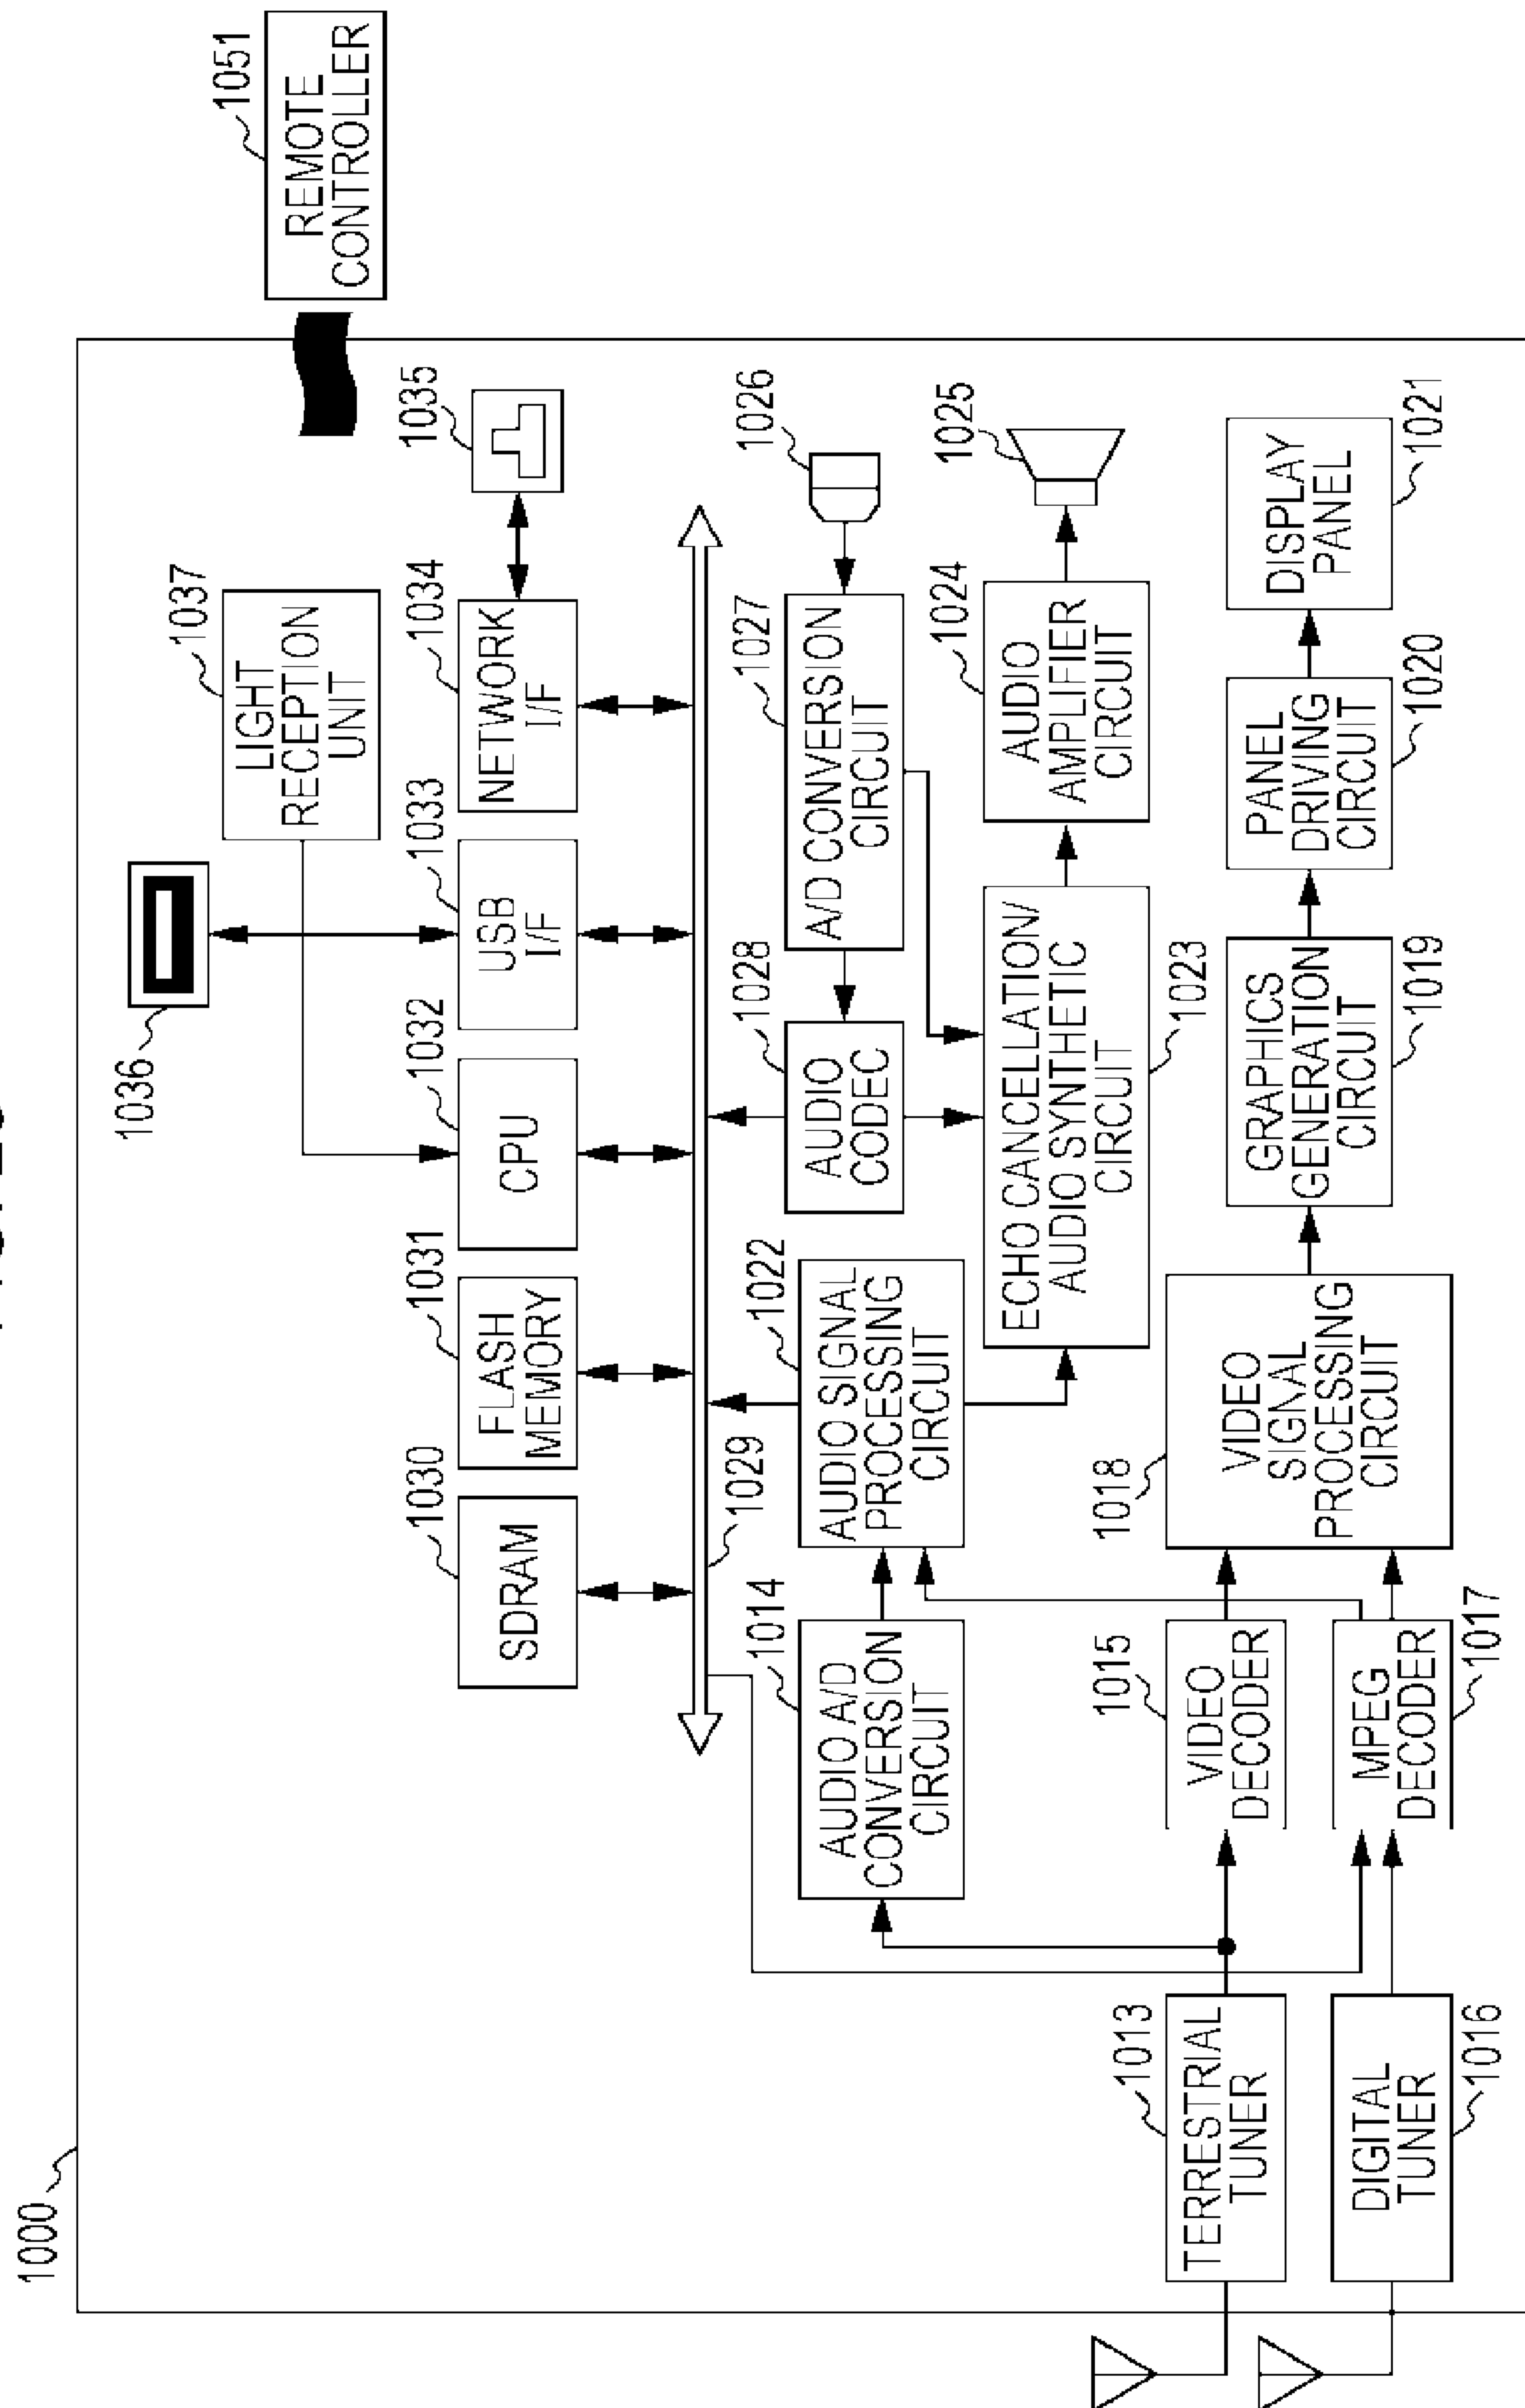 1000
1036
1037
LIGHT
RECEPTION
UNIT
1051
REMOTE
CONTROLLER
1030
SDRAM
1031
FLASH
MEMORY
1032
CPU
1033
USB
I/F
1034
NETWORK
I/F
1035
1029
1014
AUDIO A/D
CONVERSION
CIRCUIT
1022
AUDIO SIGNAL
PROCESSING
CIRCUIT
1028
AUDIO
CODEC
1027
A/D CONVERSION
CIRCUIT
1026
ECHO CANCELLATION/
AUDIO SYNTHETIC
CIRCUIT
1023
1024
AUDIO
AMPLIFIER
CIRCUIT
1025
1013
TERRESTRIAL
TUNER
1015
VIDEO
DECODER
1018
VIDEO
SIGNAL
PROCESSING
CIRCUIT
GRAPHICS
GENERATION
CIRCUIT
1019
PANEL
DRIVING
CIRCUIT
1020
DISPLAY
PANEL
1021
DIGITAL
TUNER
1016
MPEG
DECODER
1017